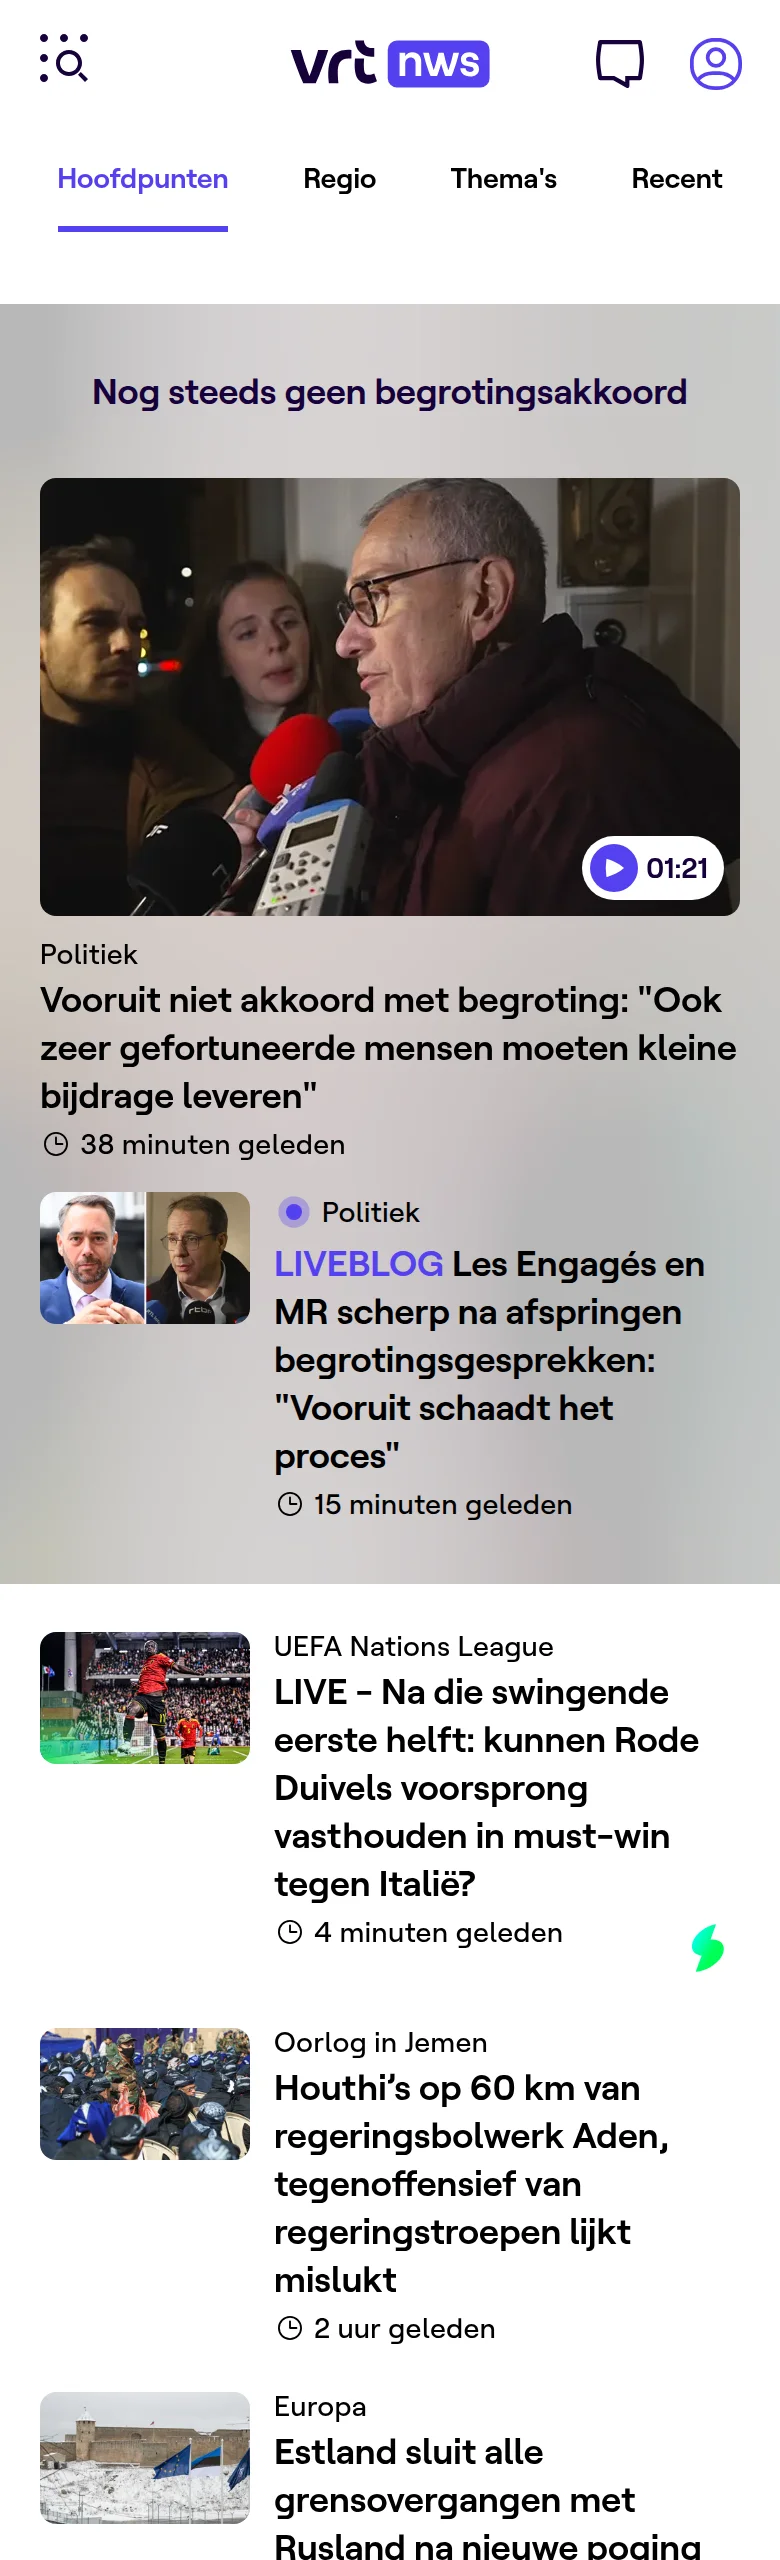 vrt nws
Hoofdpunten Regio Thema's Recent
Nog steeds geen begrotingsakkoord
01:21
Politiek
Vooruit niet akkoord met begroting: "Ook
zeer gefortuneerde mensen moeten kleine
bijdrage leveren"
38 minuten geleden
rtbf
Politiek
LIVEBLOG Les Engagés en
MR scherp na afspringen
begrotingsgesprekken:
"Vooruit schaadt het
proces"
15 minuten geleden
UEFA Nations League
LIVE - Na die swingende
eerste helft: kunnen Rode
Duivels voorsprong
vasthouden in must-win
tegen Italië?
4 minuten geleden
Oorlog in Jemen
Houthi’s op 60 km van
regeringsbolwerk Aden,
tegenoffensief van
regeringstroepen lijkt
mislukt
2 uur geleden
Europa
Estland sluit alle
grensovergangen met
Rusland na nieuwe poging